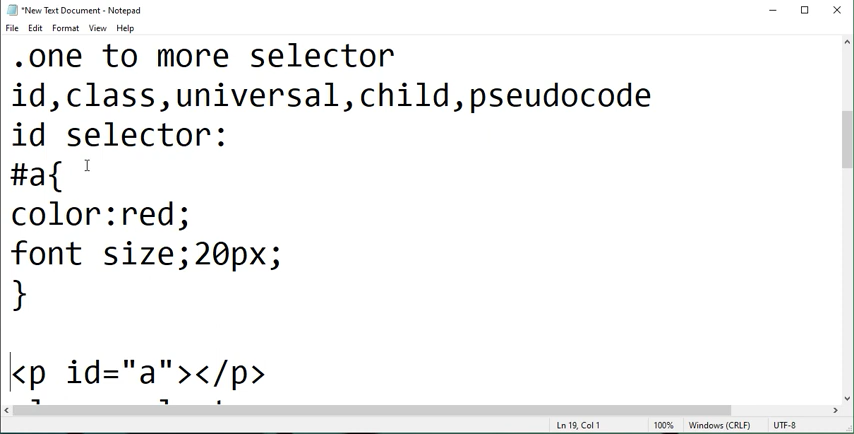 *New Text Document - Notepad
File Edit Format View Help
.one to more selector
id,class,universal,child,pseudocode
id selector:
#a{
color:red;
font size;20px;
}
<p id="a"></p>
Ln 19, Col 1 100% Windows (CRLF) UTF-8